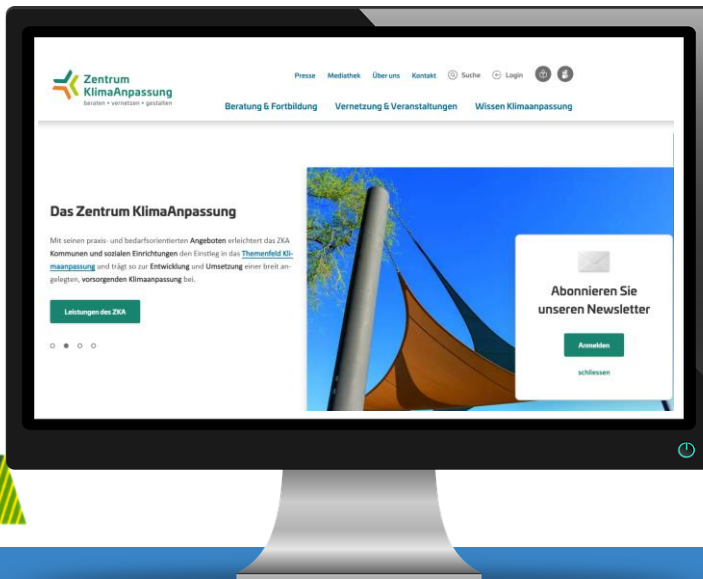 Zentrum
KlimaAnpassung
beraten • vernetzen • gestalten
Presse Mediathek Über uns Kontakt Suche Login
Beratung & Fortbildung Vernetzung & Veranstaltungen Wissen Klimaanpassung
Das Zentrum KlimaAnpassung
Mit seinen praxis- und bedarfsorientierten Angeboten erleichtert das ZKA
Kommunen und sozialen Einrichtungen den Einstieg in das Themenfeld Kli-
maanpassung und trägt so zur Entwicklung und Umsetzung einer breit an-
gelegten, vorsorgenden Klimaanpassung bei.
Leistungen des ZKA
Abonnieren Sie
unseren Newsletter
Anmelden
schliessen